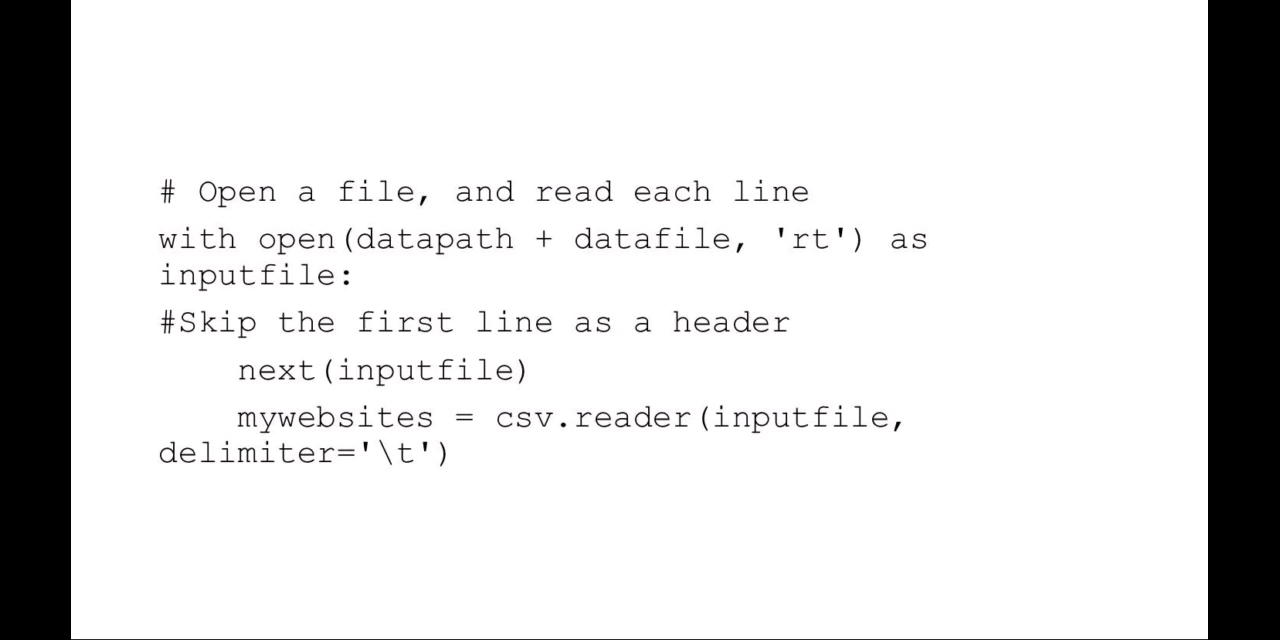 # Open a file, and read each line
with open(datapath + datafile, 'rt') as
inputfile:
#Skip the first line as a header
    next(inputfile)
    mywebsites = csv.reader(inputfile,
delimiter='\t')